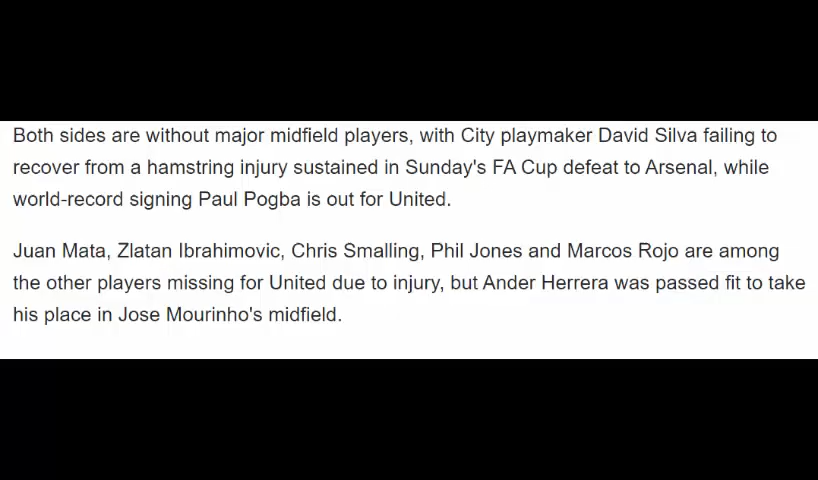 Both sides are without major midfield players, with City playmaker David Silva failing to
recover from a hamstring injury sustained in Sunday's FA Cup defeat to Arsenal, while
world-record signing Paul Pogba is out for United.
Juan Mata, Zlatan Ibrahimovic, Chris Smalling, Phil Jones and Marcos Rojo are among
the other players missing for United due to injury, but Ander Herrera was passed fit to take
his place in Jose Mourinho's midfield.